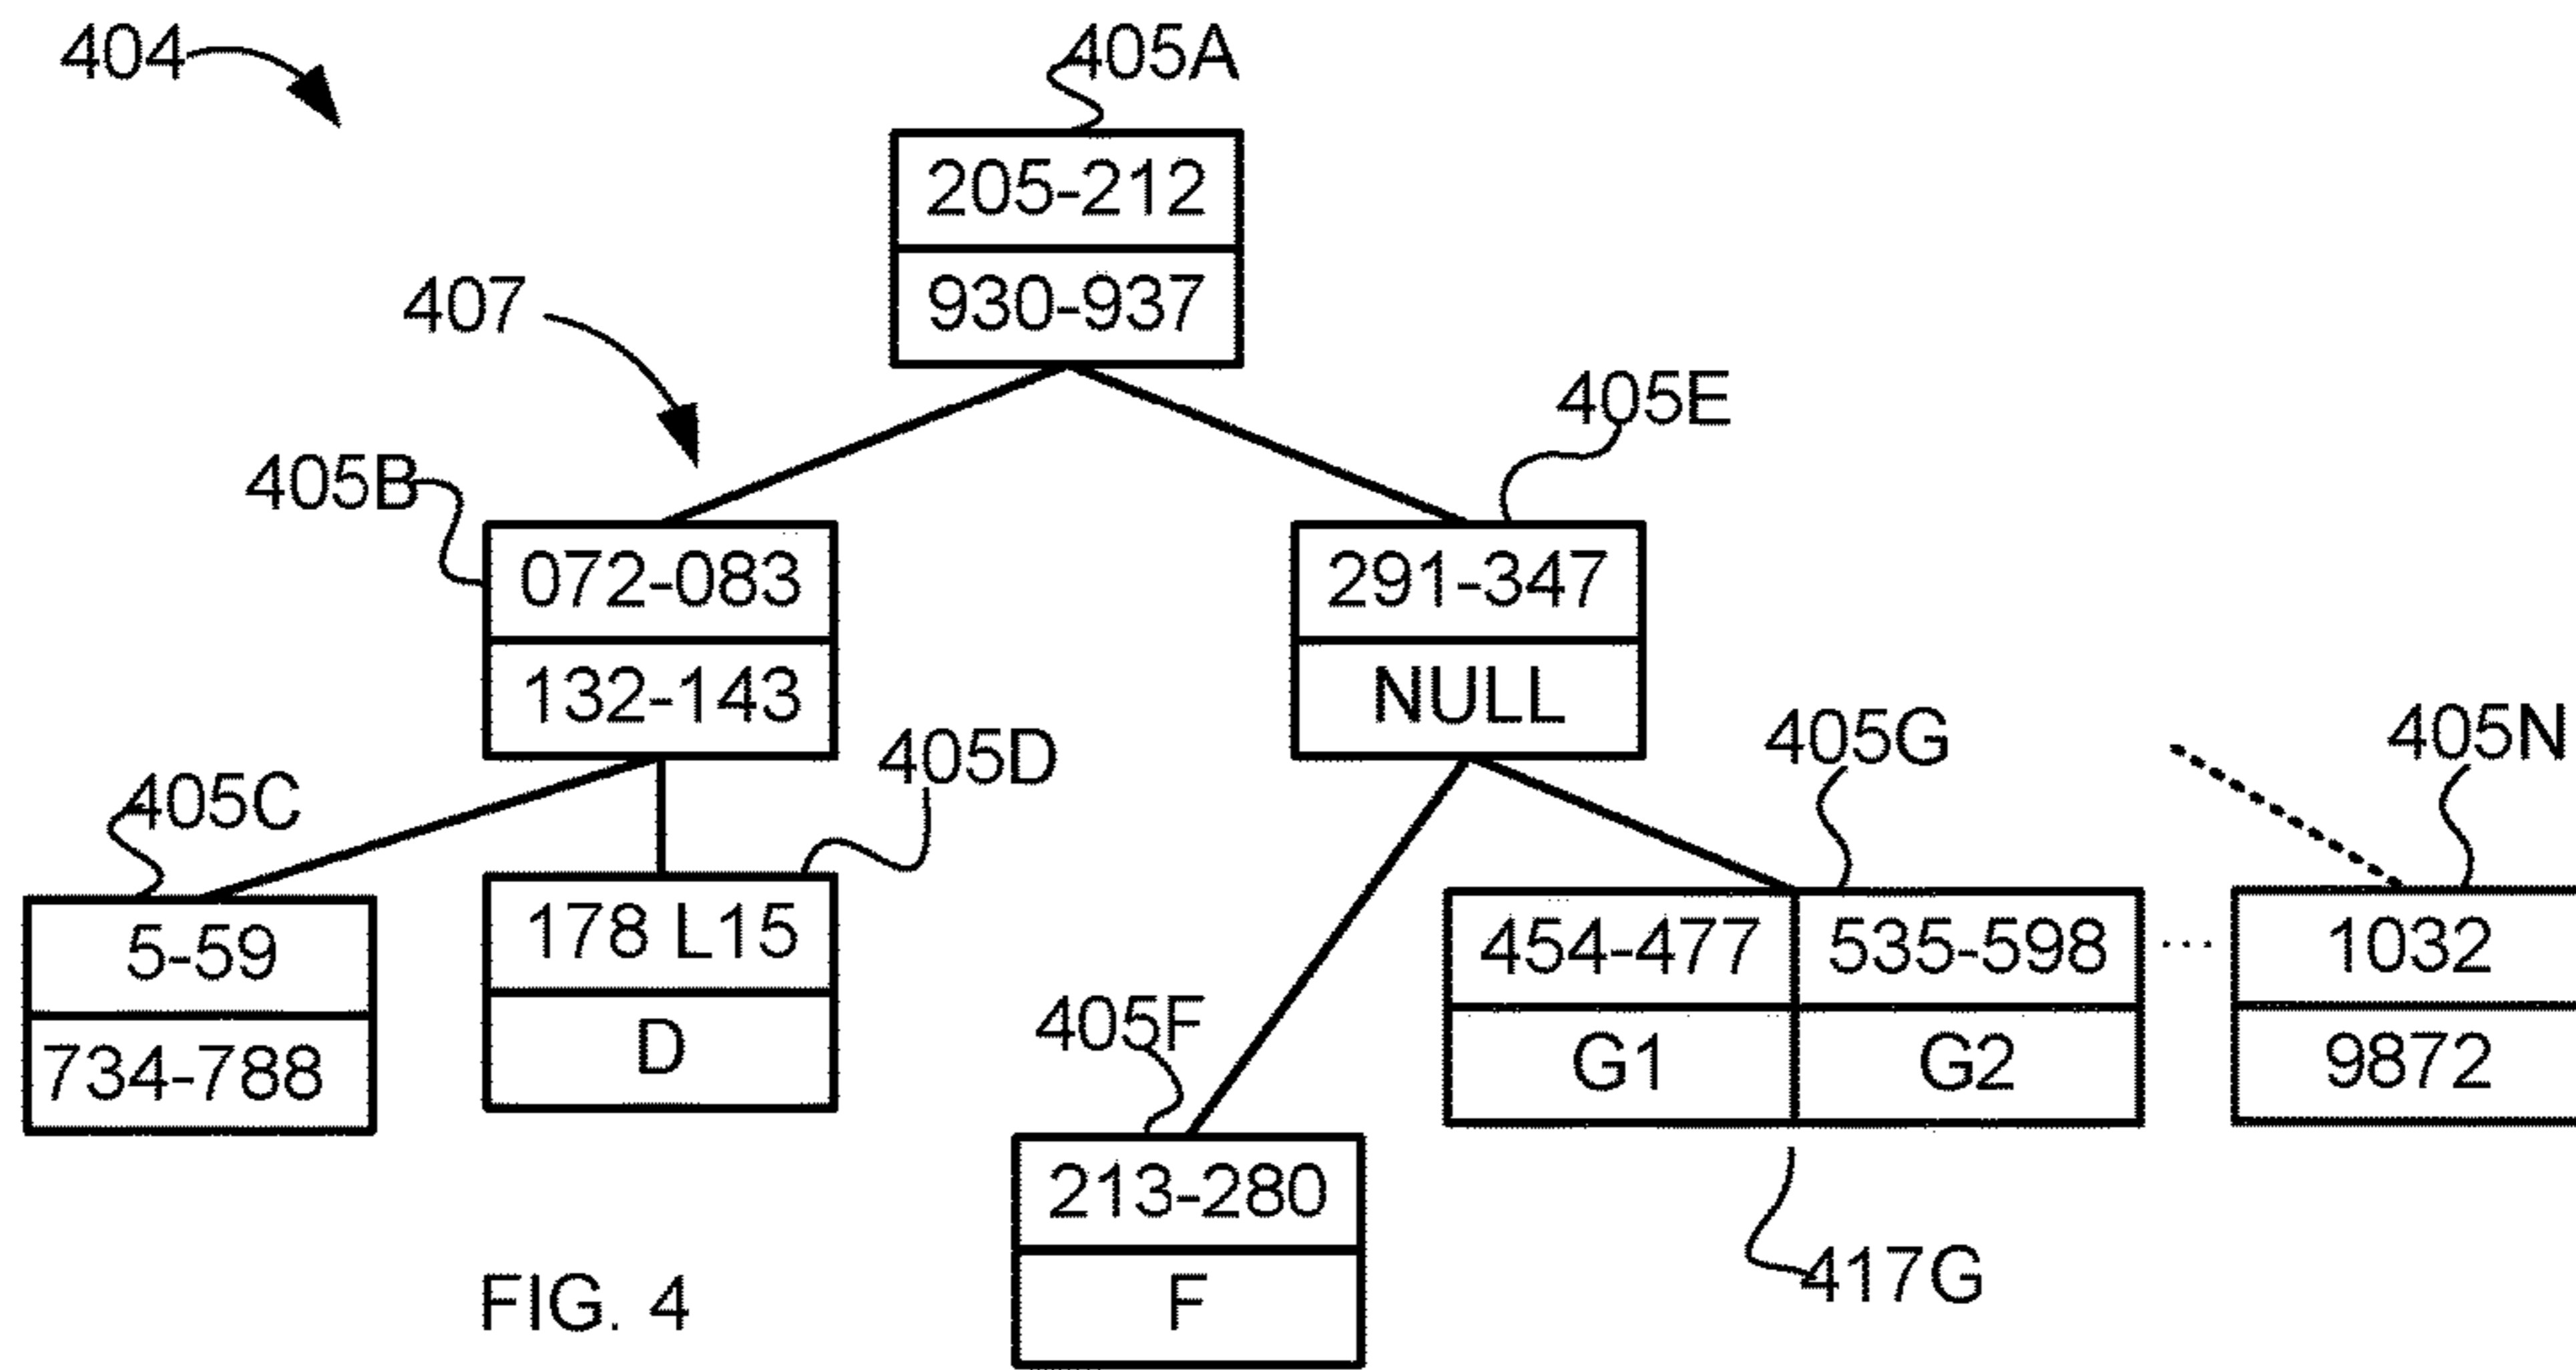 404
405A
205-212
930-937
407
405E
405B
072-083
291-347
132-143
NULL
405G
405N
405D
405C
178 L15
454-477
535-598
...
1032
5-59
D
G1
G2
9872
734-788
405F
213-280
F
417G
FIG. 4